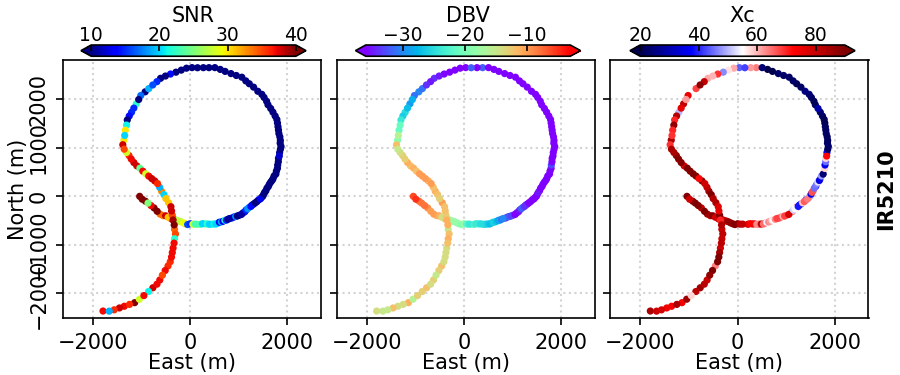 SNR
10 20 30 40
DBV
−30 −20 −10
Xc
20 40 60 80
North (m)
2000
1000
0
−1000
−2000
−2000 0 2000
East (m)
−2000 0 2000
East (m)
−2000 0 2000
East (m)
IR5210